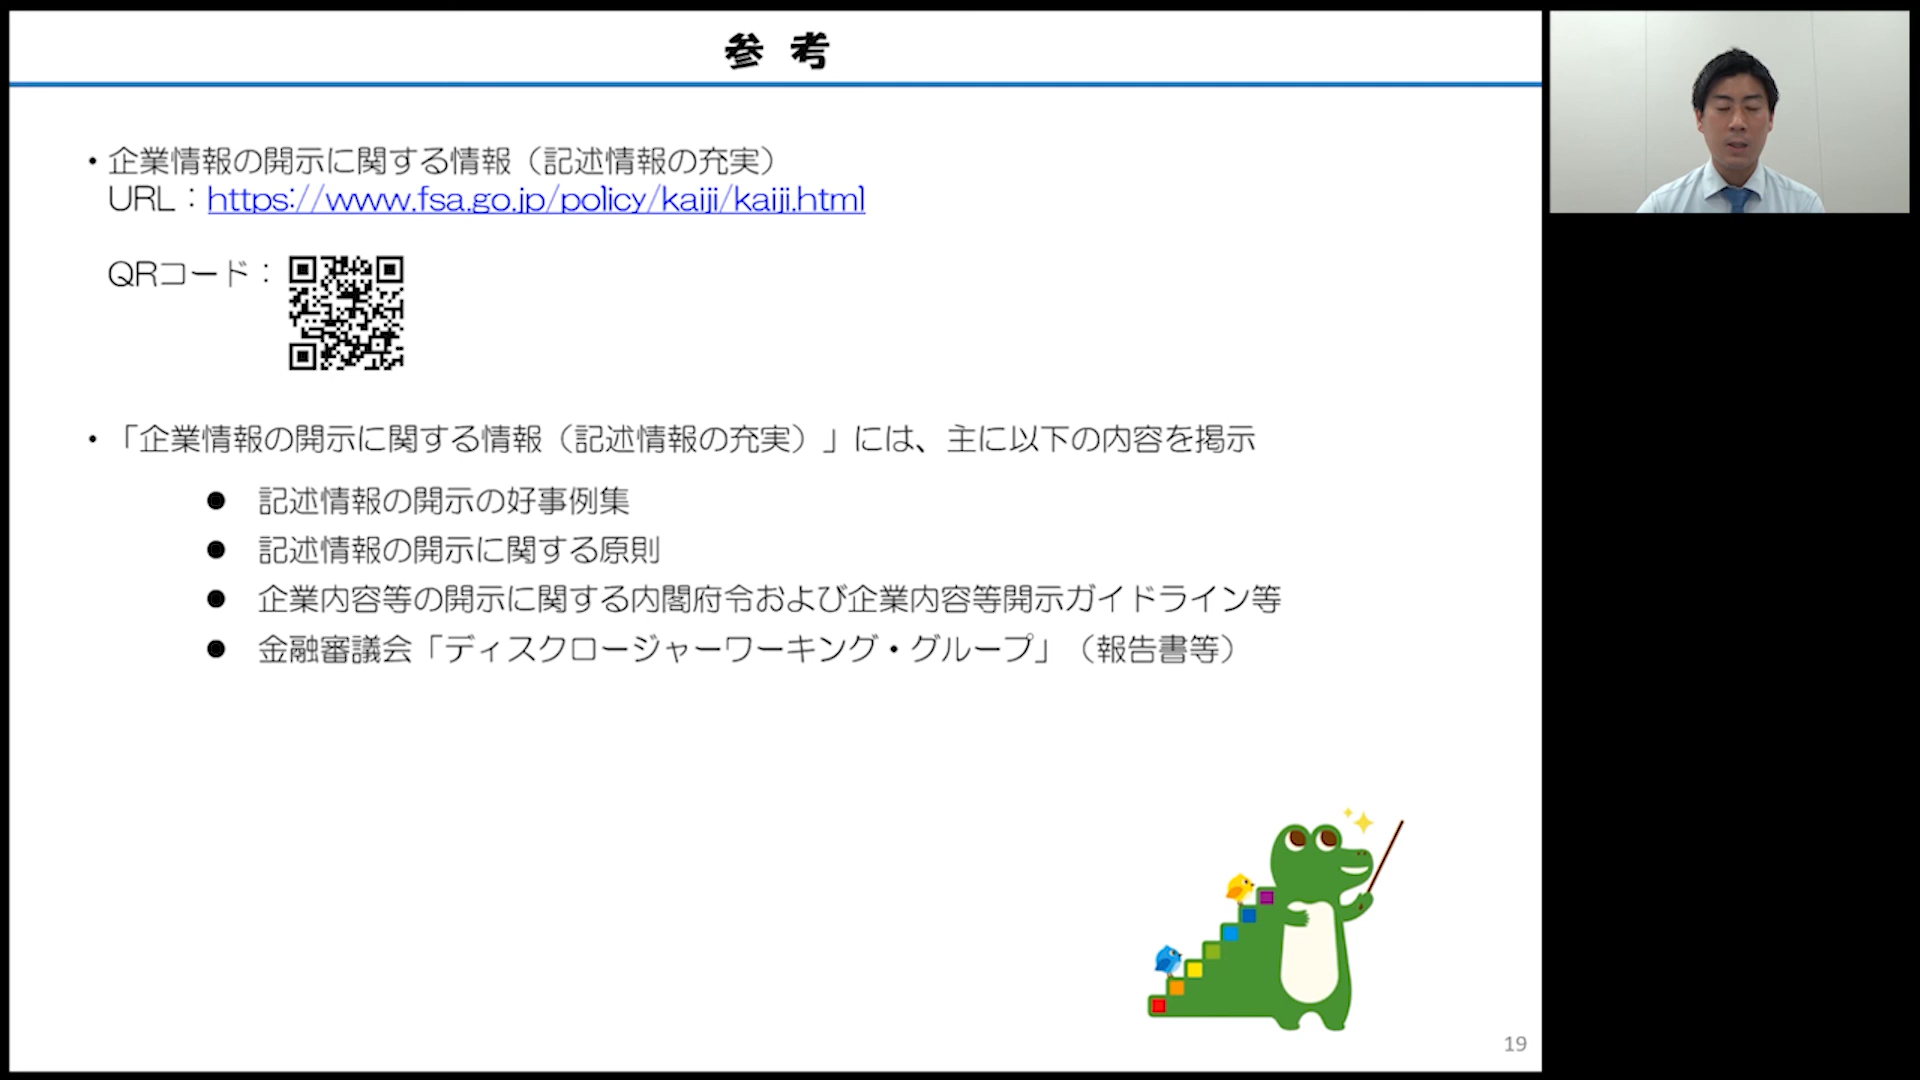 参 考
・企業情報の開示に関する情報（記述情報の充実）
URL：https://www.fsa.go.jp/policy/kaiji/kaiji.html
QRコード：
・「企業情報の開示に関する情報（記述情報の充実）」には、主に以下の内容を掲示
● 記述情報の開示の好事例集
● 記述情報の開示に関する原則
● 企業内容等の開示に関する内閣府令および企業内容等開示ガイドライン等
● 金融審議会「ディスクロージャーワーキング・グループ」（報告書等）
19